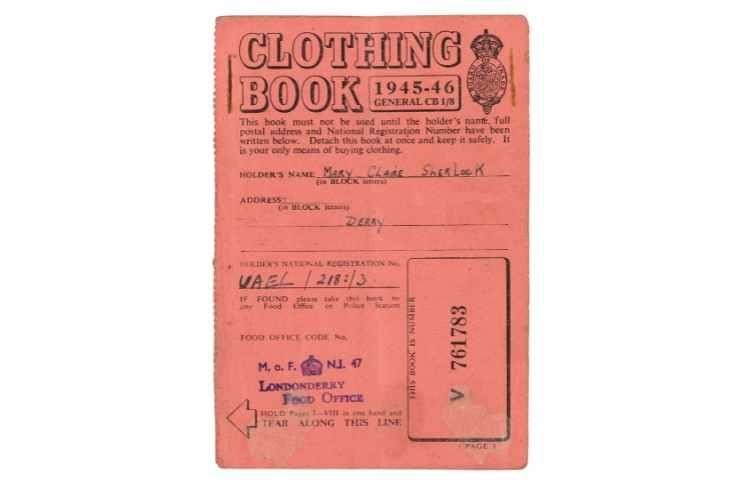 CLOTHING
BOOK 1945-46
GENERAL CB 1/8
This book must not be used until the holder's name, full
postal address and National Registration Number have been
written below. Detach this book at once and keep it safely. It
is your only means of buying clothing.
HOLDER'S NAME MARY CLAIRE SHERLOCK
(in BLOCK letters)
ADDRESS:
(in BLOCK letters)
DERRY
HOLDER'S NATIONAL REGISTRATION No.
UAEL / 218:/3
IF FOUND please take this book to
any Food Office or Police Station
FOOD OFFICE CODE No.
M. o F. N.I. 47
LONDONDERRY
FOOD OFFICE
HOLD Pages I-VIII in one hand and
TEAR ALONG THIS LINE
THIS BOOK IS NUMBER
V 761783
PAGE I